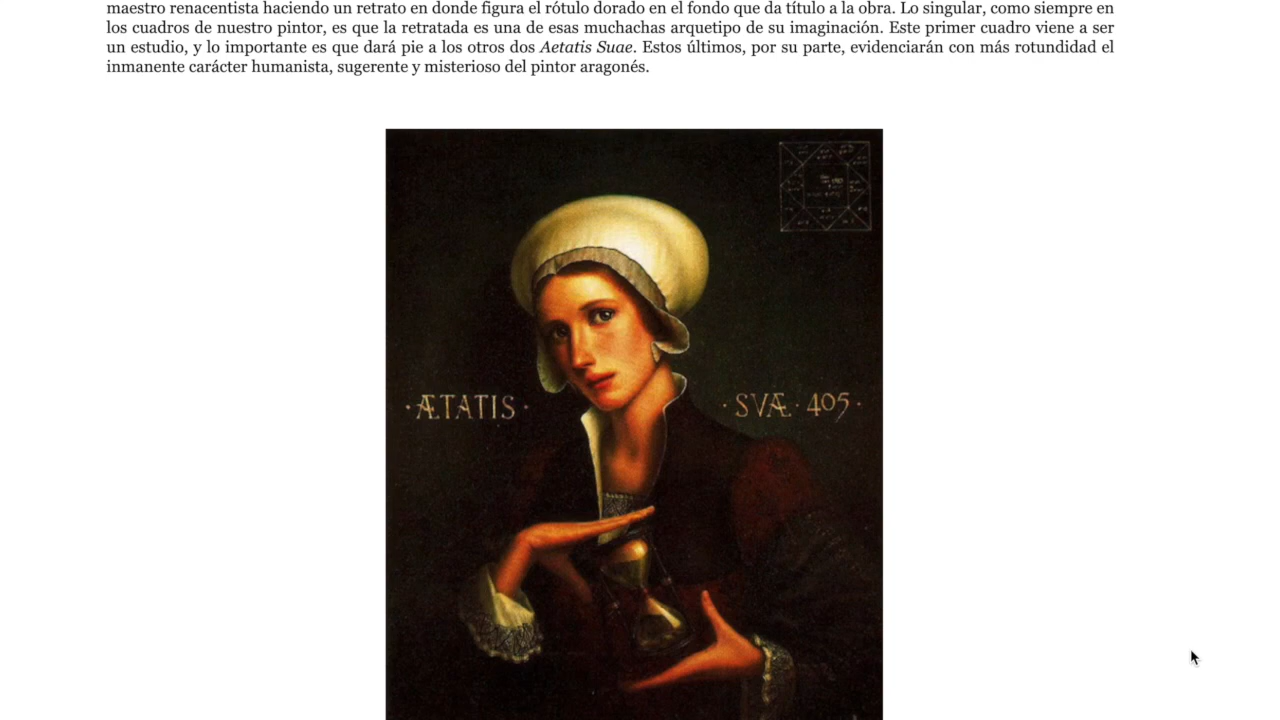 maestro renacentista haciendo un retrato en donde figura el rótulo dorado en el fondo que da título a la obra. Lo singular, como siempre en
los cuadros de nuestro pintor, es que la retratada es una de esas muchachas arquetipo de su imaginación. Este primer cuadro viene a ser
un estudio, y lo importante es que dará pie a los otros dos Aetatis Suae. Estos últimos, por su parte, evidenciarán con más rotundidad el
inmanente carácter humanista, sugerente y misterioso del pintor aragonés.
·ÆTATIS· ·SVÆ·405·